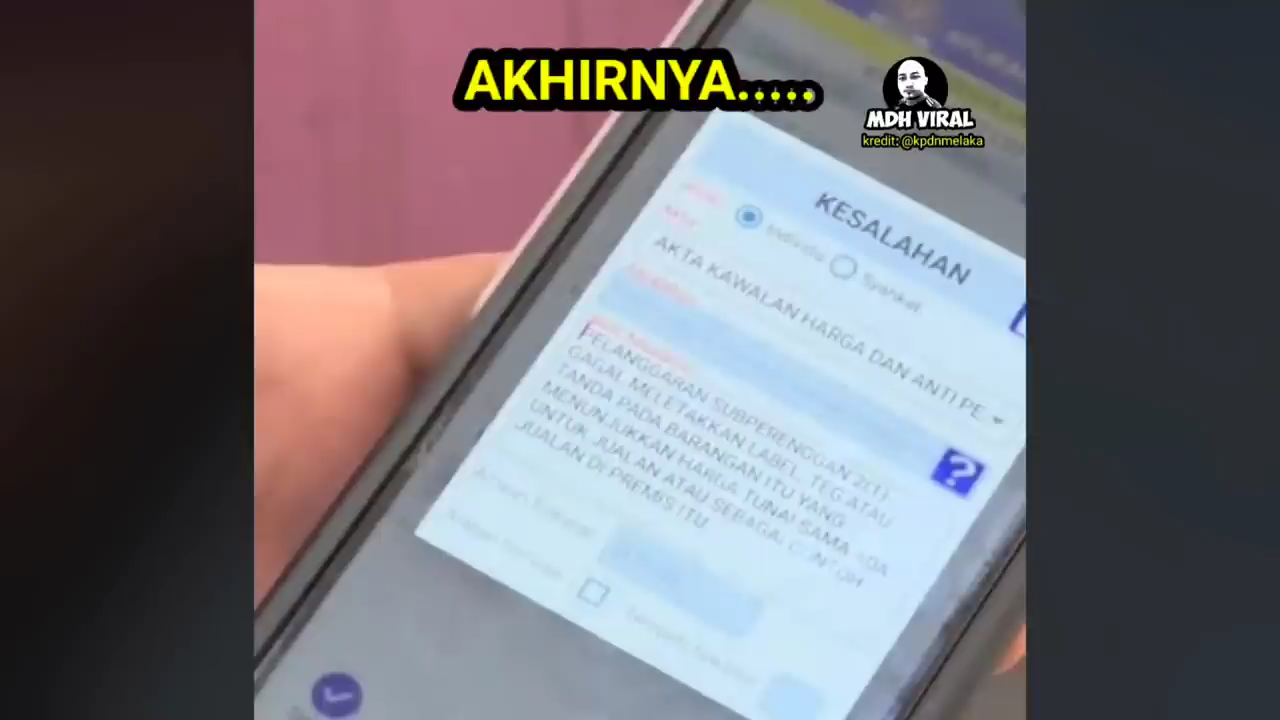 AKHIRNYA.....
MDH VIRAL
kredit: @kpdnmelaka
KESALAHAN
Individu
Syarikat
AKTA KAWALAN HARGA DAN ANTI PE
?
PELANGGARAN SUBPERENGGAN 2(1)-
GAGAL MELETAKKAN LABEL, TEG ATAU
TANDA PADA BARANGAN ITU YANG
MENUNJUKKAN HARGA TUNAI SAMA ADA
UNTUK JUALAN ATAU SEBAGAI CONTOH
JUALAN DI PREMIS ITU